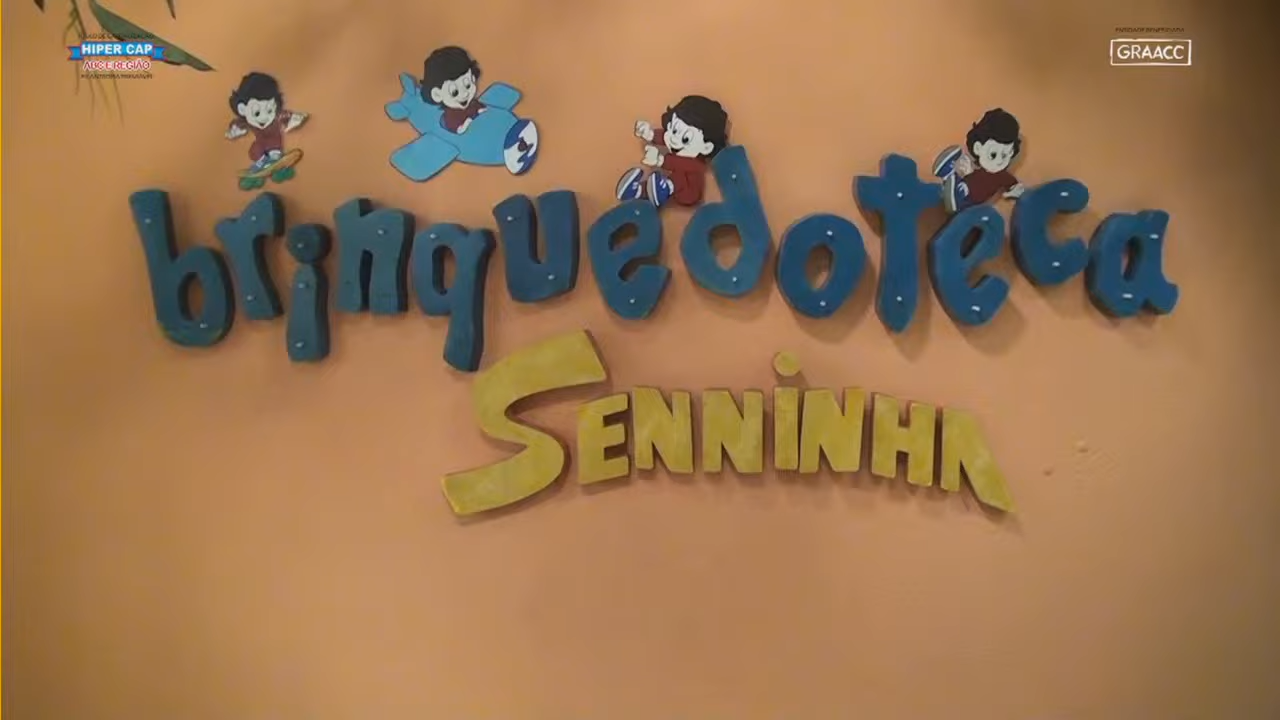 HIPER CAP
ABC E REGIÃO
GRAACC
brinquedoteca
SENNINHA